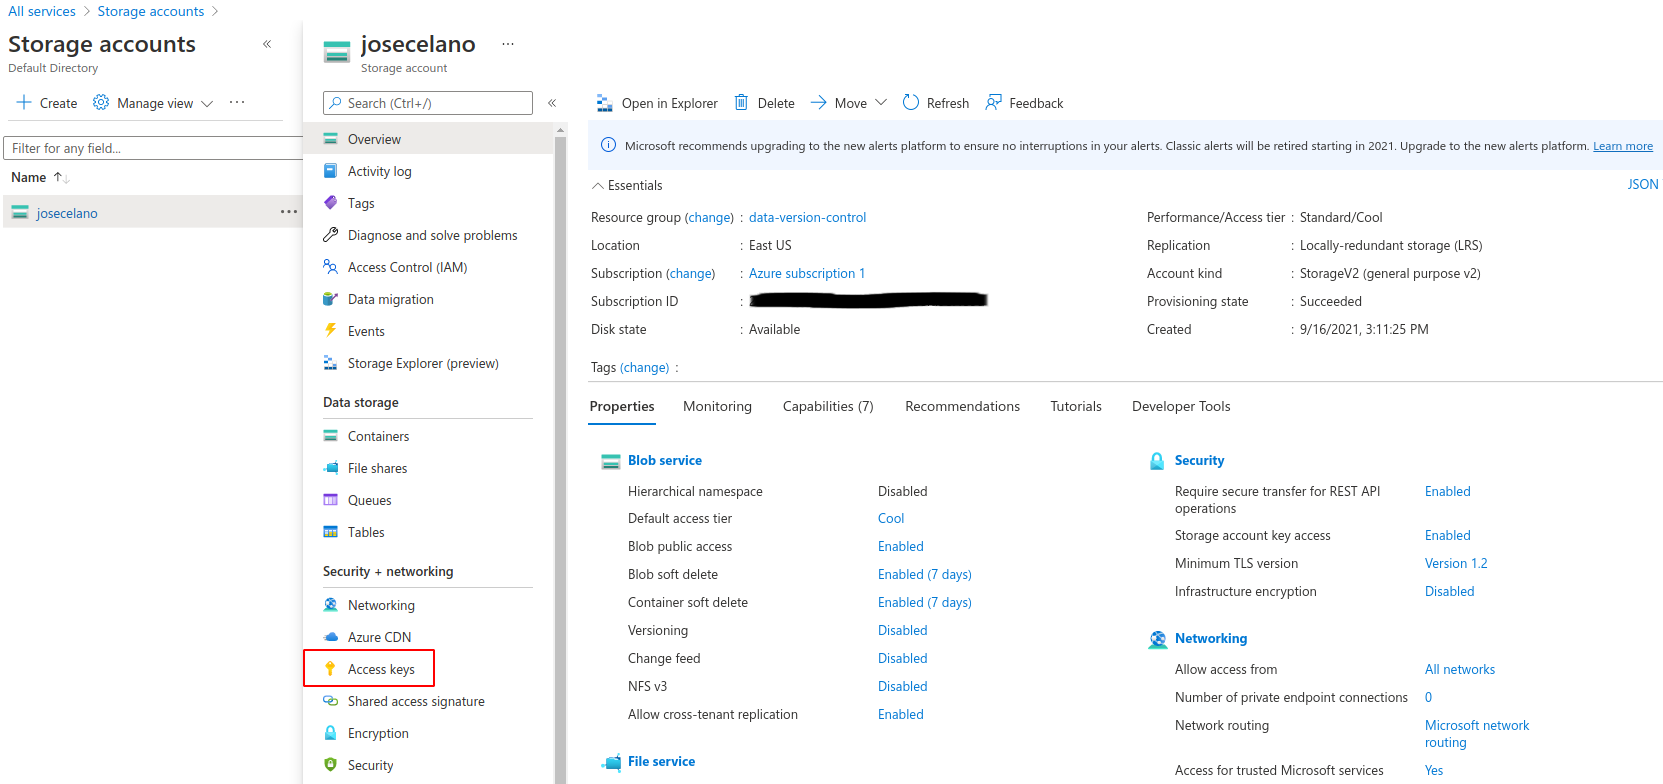 All services > Storage accounts >
Storage accounts «
Default Directory
Create Manage view ...
Filter for any field...
Name ↑↓
josecelano ...
josecelano ...
Storage account
Search (Ctrl+/) «
Overview
Activity log
Tags
Diagnose and solve problems
Access Control (IAM)
Data migration
Events
Storage Explorer (preview)
Data storage
Containers
File shares
Queues
Tables
Security + networking
Networking
Azure CDN
Access keys
Shared access signature
Encryption
Security
Open in Explorer Delete Move Refresh Feedback
Microsoft recommends upgrading to the new alerts platform to ensure no interruptions in your alerts. Classic alerts will be retired starting in 2021. Upgrade to the new alerts platform. Learn more
Essentials JSON
Resource group (change) : data-version-control
Location : East US
Subscription (change) : Azure subscription 1
Subscription ID :
Disk state : Available
Performance/Access tier : Standard/Cool
Replication : Locally-redundant storage (LRS)
Account kind : StorageV2 (general purpose v2)
Provisioning state : Succeeded
Created : 9/16/2021, 3:11:25 PM
Tags (change) :
Properties Monitoring Capabilities (7) Recommendations Tutorials Developer Tools
Blob service
Hierarchical namespace Disabled
Default access tier Cool
Blob public access Enabled
Blob soft delete Enabled (7 days)
Container soft delete Enabled (7 days)
Versioning Disabled
Change feed Disabled
NFS v3 Disabled
Allow cross-tenant replication Enabled
File service
Security
Require secure transfer for REST API Enabled
operations
Storage account key access Enabled
Minimum TLS version Version 1.2
Infrastructure encryption Disabled
Networking
Allow access from All networks
Number of private endpoint connections 0
Network routing Microsoft network
routing
Access for trusted Microsoft services Yes